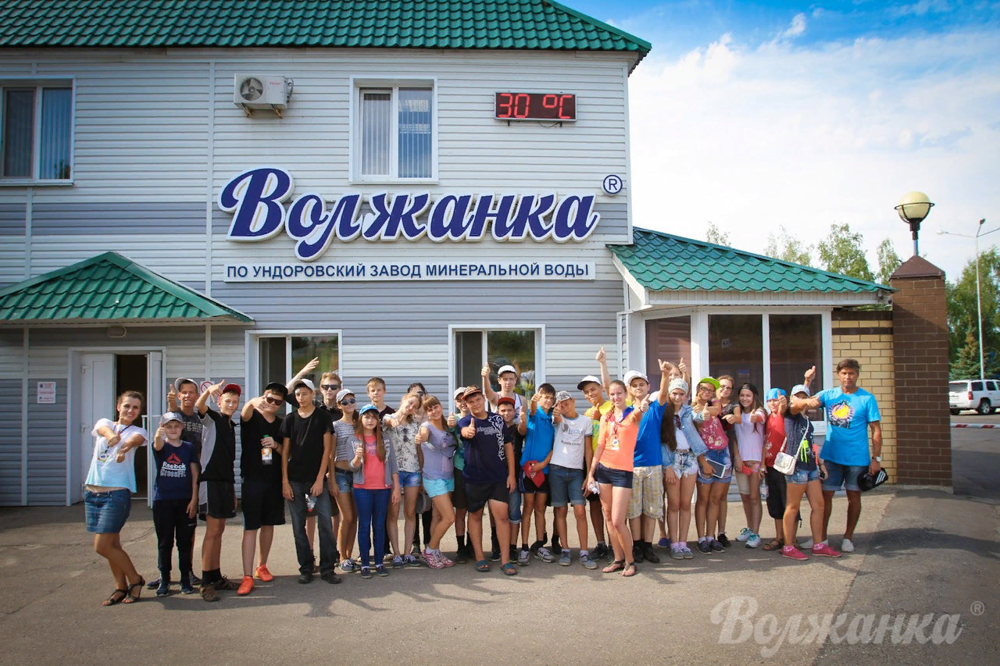 30 °C
Волжанка ®
ПО УНДОРОВСКИЙ ЗАВОД МИНЕРАЛЬНОЙ ВОДЫ
Reebok
CROSSFIT
Волжанка ®